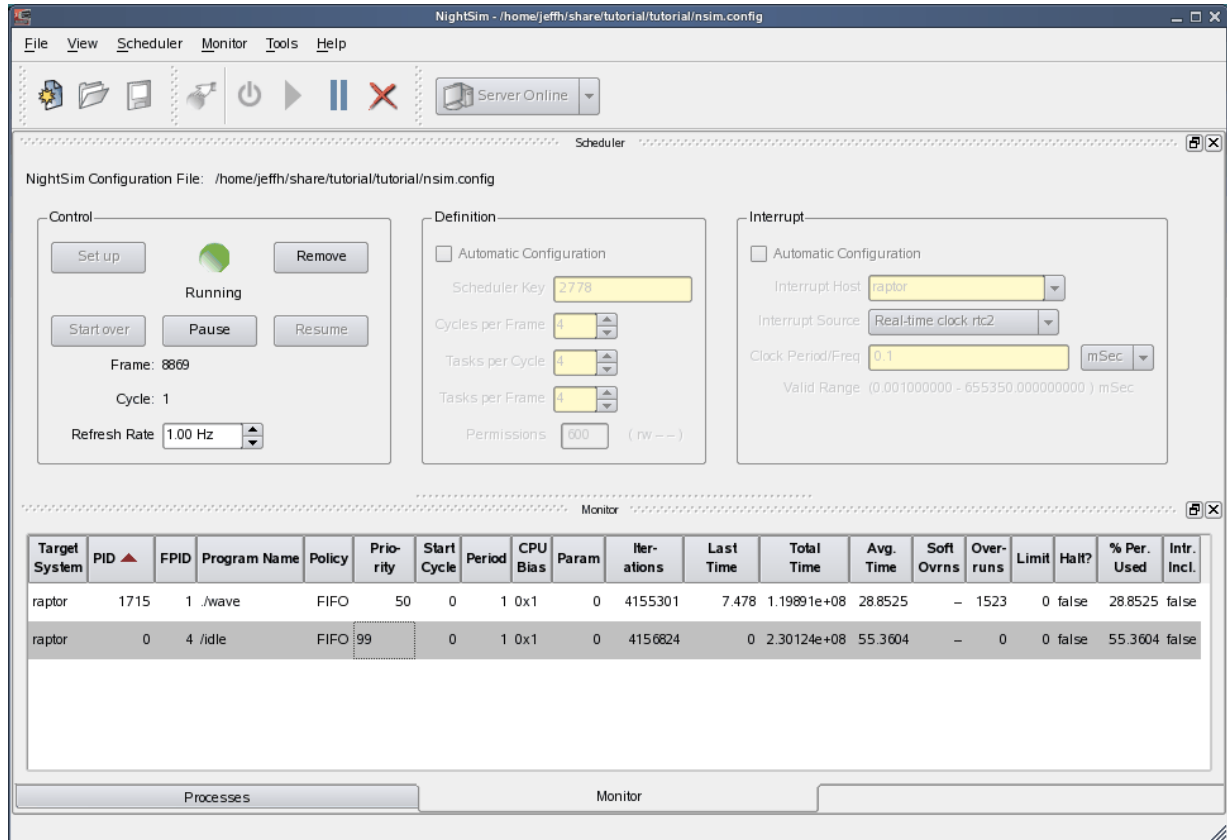 NightSim - /home/jeffh/share/tutorial/tutorial/nsim.config
File View Scheduler Monitor Tools Help
Server Online
Scheduler
NightSim Configuration File: /home/jeffh/share/tutorial/tutorial/nsim.config
Control
Set up
Remove
Running
Start over
Pause
Resume
Frame: 8869
Cycle: 1
Refresh Rate 1.00 Hz
Definition
Automatic Configuration
Scheduler Key 2778
Cycles per Frame 4
Tasks per Cycle 4
Tasks per Frame 4
Permissions 600 ( rw – – )
Interrupt
Automatic Configuration
Interrupt Host raptor
Interrupt Source Real-time clock rtc2
Clock Period/Freq 0.1 mSec
Valid Range (0.001000000 - 655350.000000000 ) mSec
Monitor
Target System PID FPID Program Name Policy Prio-rity Start Cycle Period CPU Bias Param Iter-ations Last Time Total Time Avg. Time Soft Ovrns Over-runs Limit Halt? % Per. Used Intr. Incl.
raptor 1715 1 ./wave FIFO 50 0 1 0x1 0 4155301 7.478 1.19891e+08 28.8525 – 1523 0 false 28.8525 false
raptor 0 4 /idle FIFO 99 0 1 0x1 0 4156824 0 2.30124e+08 55.3604 – 0 0 false 55.3604 false
Processes
Monitor